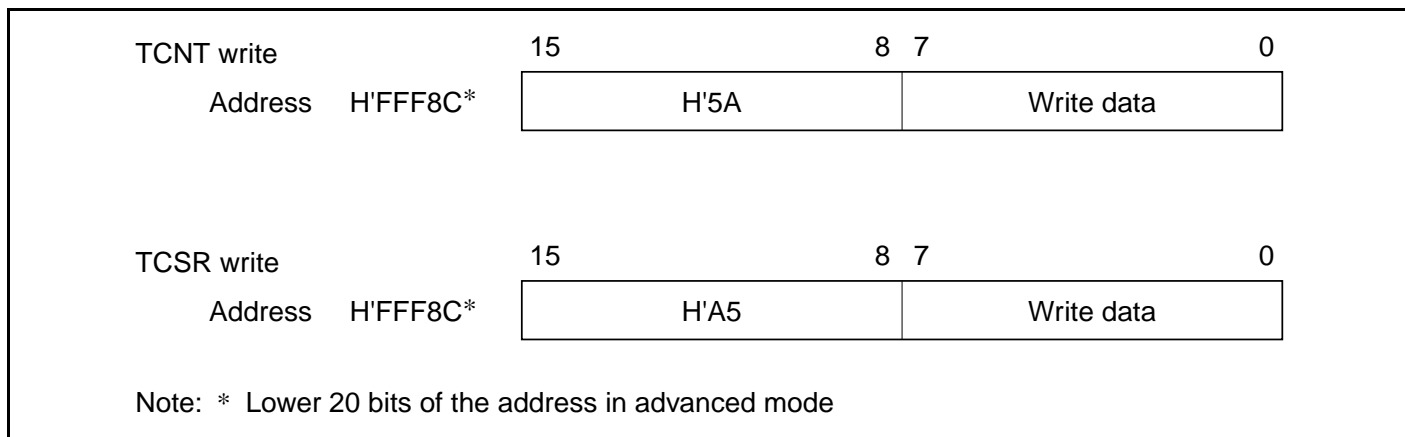 TCNT write 15 8 7 0
Address H'FFF8C* H'5A Write data
TCSR write 15 8 7 0
Address H'FFF8C* H'A5 Write data
Note: * Lower 20 bits of the address in advanced mode